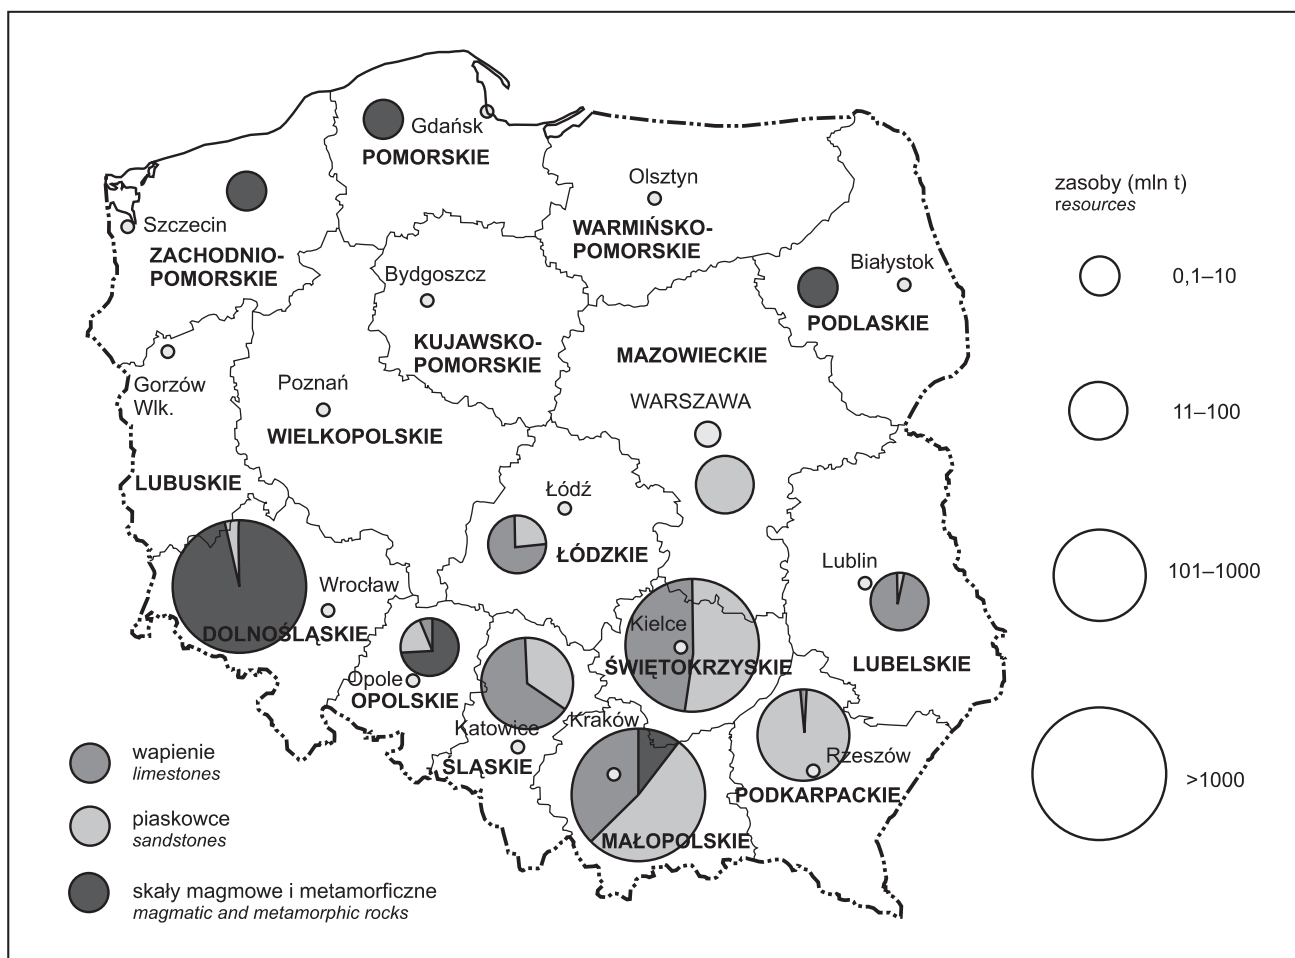 Gdańsk
POMORSKIE
Olsztyn
WARMIŃSKO-
POMORSKIE
Szczecin
ZACHODNIO-
POMORSKIE
Bydgoszcz
KUJAWSKO-
POMORSKIE
Białystok
PODLASKIE
MAZOWIECKIE
WARSZAWA
Gorzów
Wlk.
Poznań
WIELKOPOLSKIE
LUBUSKIE
Łódź
ŁÓDZKIE
Wrocław
DOLNOŚLĄSKIE
Lublin
LUBELSKIE
Kielce
ŚWIĘTOKRZYSKIE
Opole
OPOLSKIE
Katowice
ŚLĄSKIE
Kraków
MAŁOPOLSKIE
Rzeszów
PODKARPACKIE
zasoby (mln t)
resources
0,1–10
11–100
101–1000
>1000
wapienie
limestones
piaskowce
sandstones
skały magmowe i metamorficzne
magmatic and metamorphic rocks